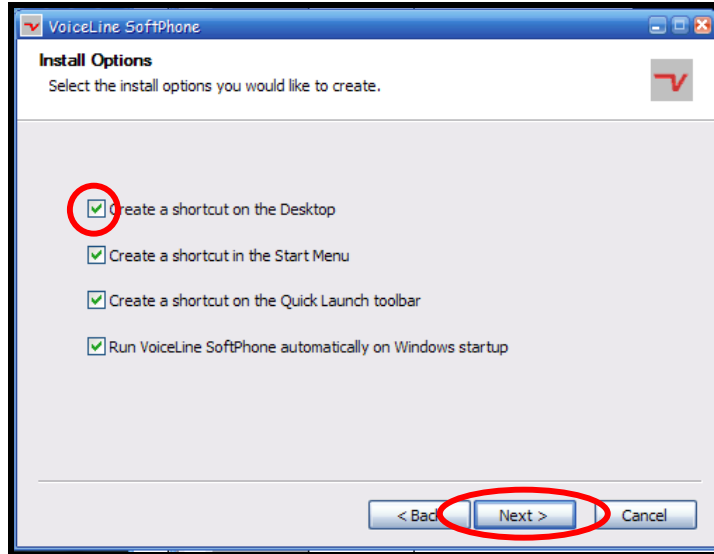 VoiceLine SoftPhone
Install Options
Select the install options you would like to create.
Create a shortcut on the Desktop
Create a shortcut in the Start Menu
Create a shortcut on the Quick Launch toolbar
Run VoiceLine SoftPhone automatically on Windows startup
< Back Next > Cancel